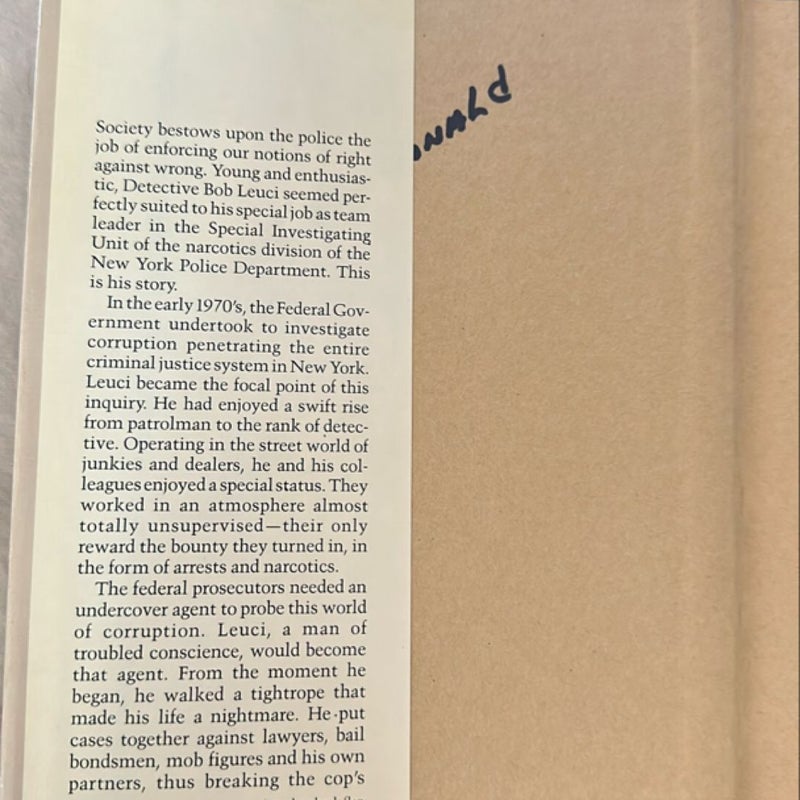 Society bestows upon the police the
job of enforcing our notions of right
against wrong. Young and enthusias-
tic, Detective Bob Leuci seemed per-
fectly suited to his special job as team
leader in the Special Investigating
Unit of the narcotics division of the
New York Police Department. This
is his story.
In the early 1970's, the Federal Gov-
ernment undertook to investigate
corruption penetrating the entire
criminal justice system in New York.
Leuci became the focal point of this
inquiry. He had enjoyed a swift rise
from patrolman to the rank of detec-
tive. Operating in the street world of
junkies and dealers, he and his col-
leagues enjoyed a special status. They
worked in an atmosphere almost
totally unsupervised—their only
reward the bounty they turned in, in
the form of arrests and narcotics.
The federal prosecutors needed an
undercover agent to probe this world
of corruption. Leuci, a man of
troubled conscience, would become
that agent. From the moment he
began, he walked a tightrope that
made his life a nightmare. He put
cases together against lawyers, bail
bondsmen, mob figures and his own
partners, thus breaking the cop's
NALD